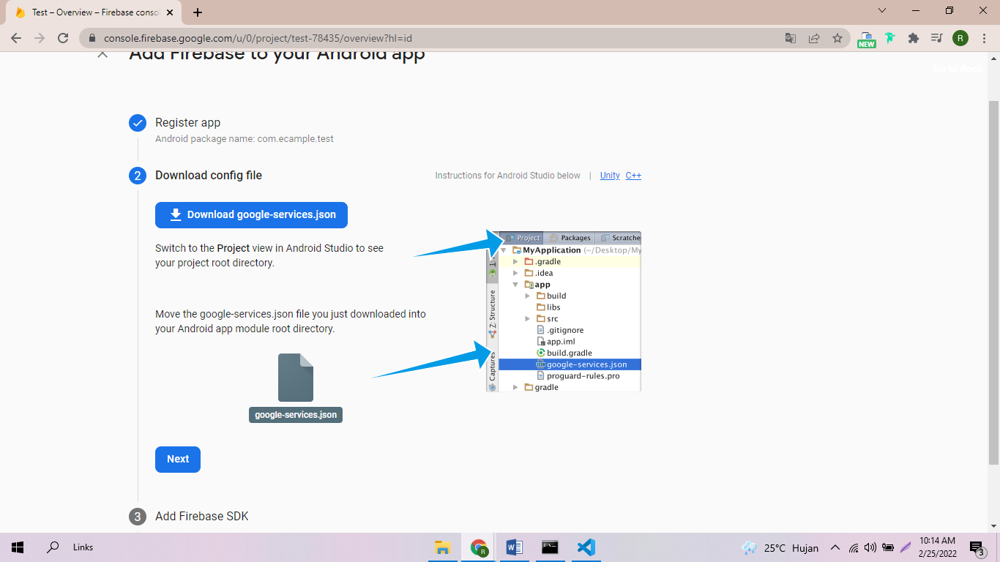 Test – Overview – Firebase conso
console.firebase.google.com/u/0/project/test-78435/overview?hl=id
NEW
R
Add Firebase to your Android app
Go to docs
Register app
Android package name: com.ecample.test
2
Download config file
Instructions for Android Studio below | Unity C++
Download google-services.json
Switch to the Project view in Android Studio to see
your project root directory.
Move the google-services.json file you just downloaded into
your Android app module root directory.
google-services.json
Project Packages Scratches
MyApplication (~/Desktop/My
.gradle
.idea
app
build
libs
src
.gitignore
app.iml
build.gradle
google-services.json
proguard-rules.pro
gradle
1:
Z: Structure
Captures
Next
3
Add Firebase SDK
Links
R
25°C Hujan
10:14 AM
2/25/2022
3